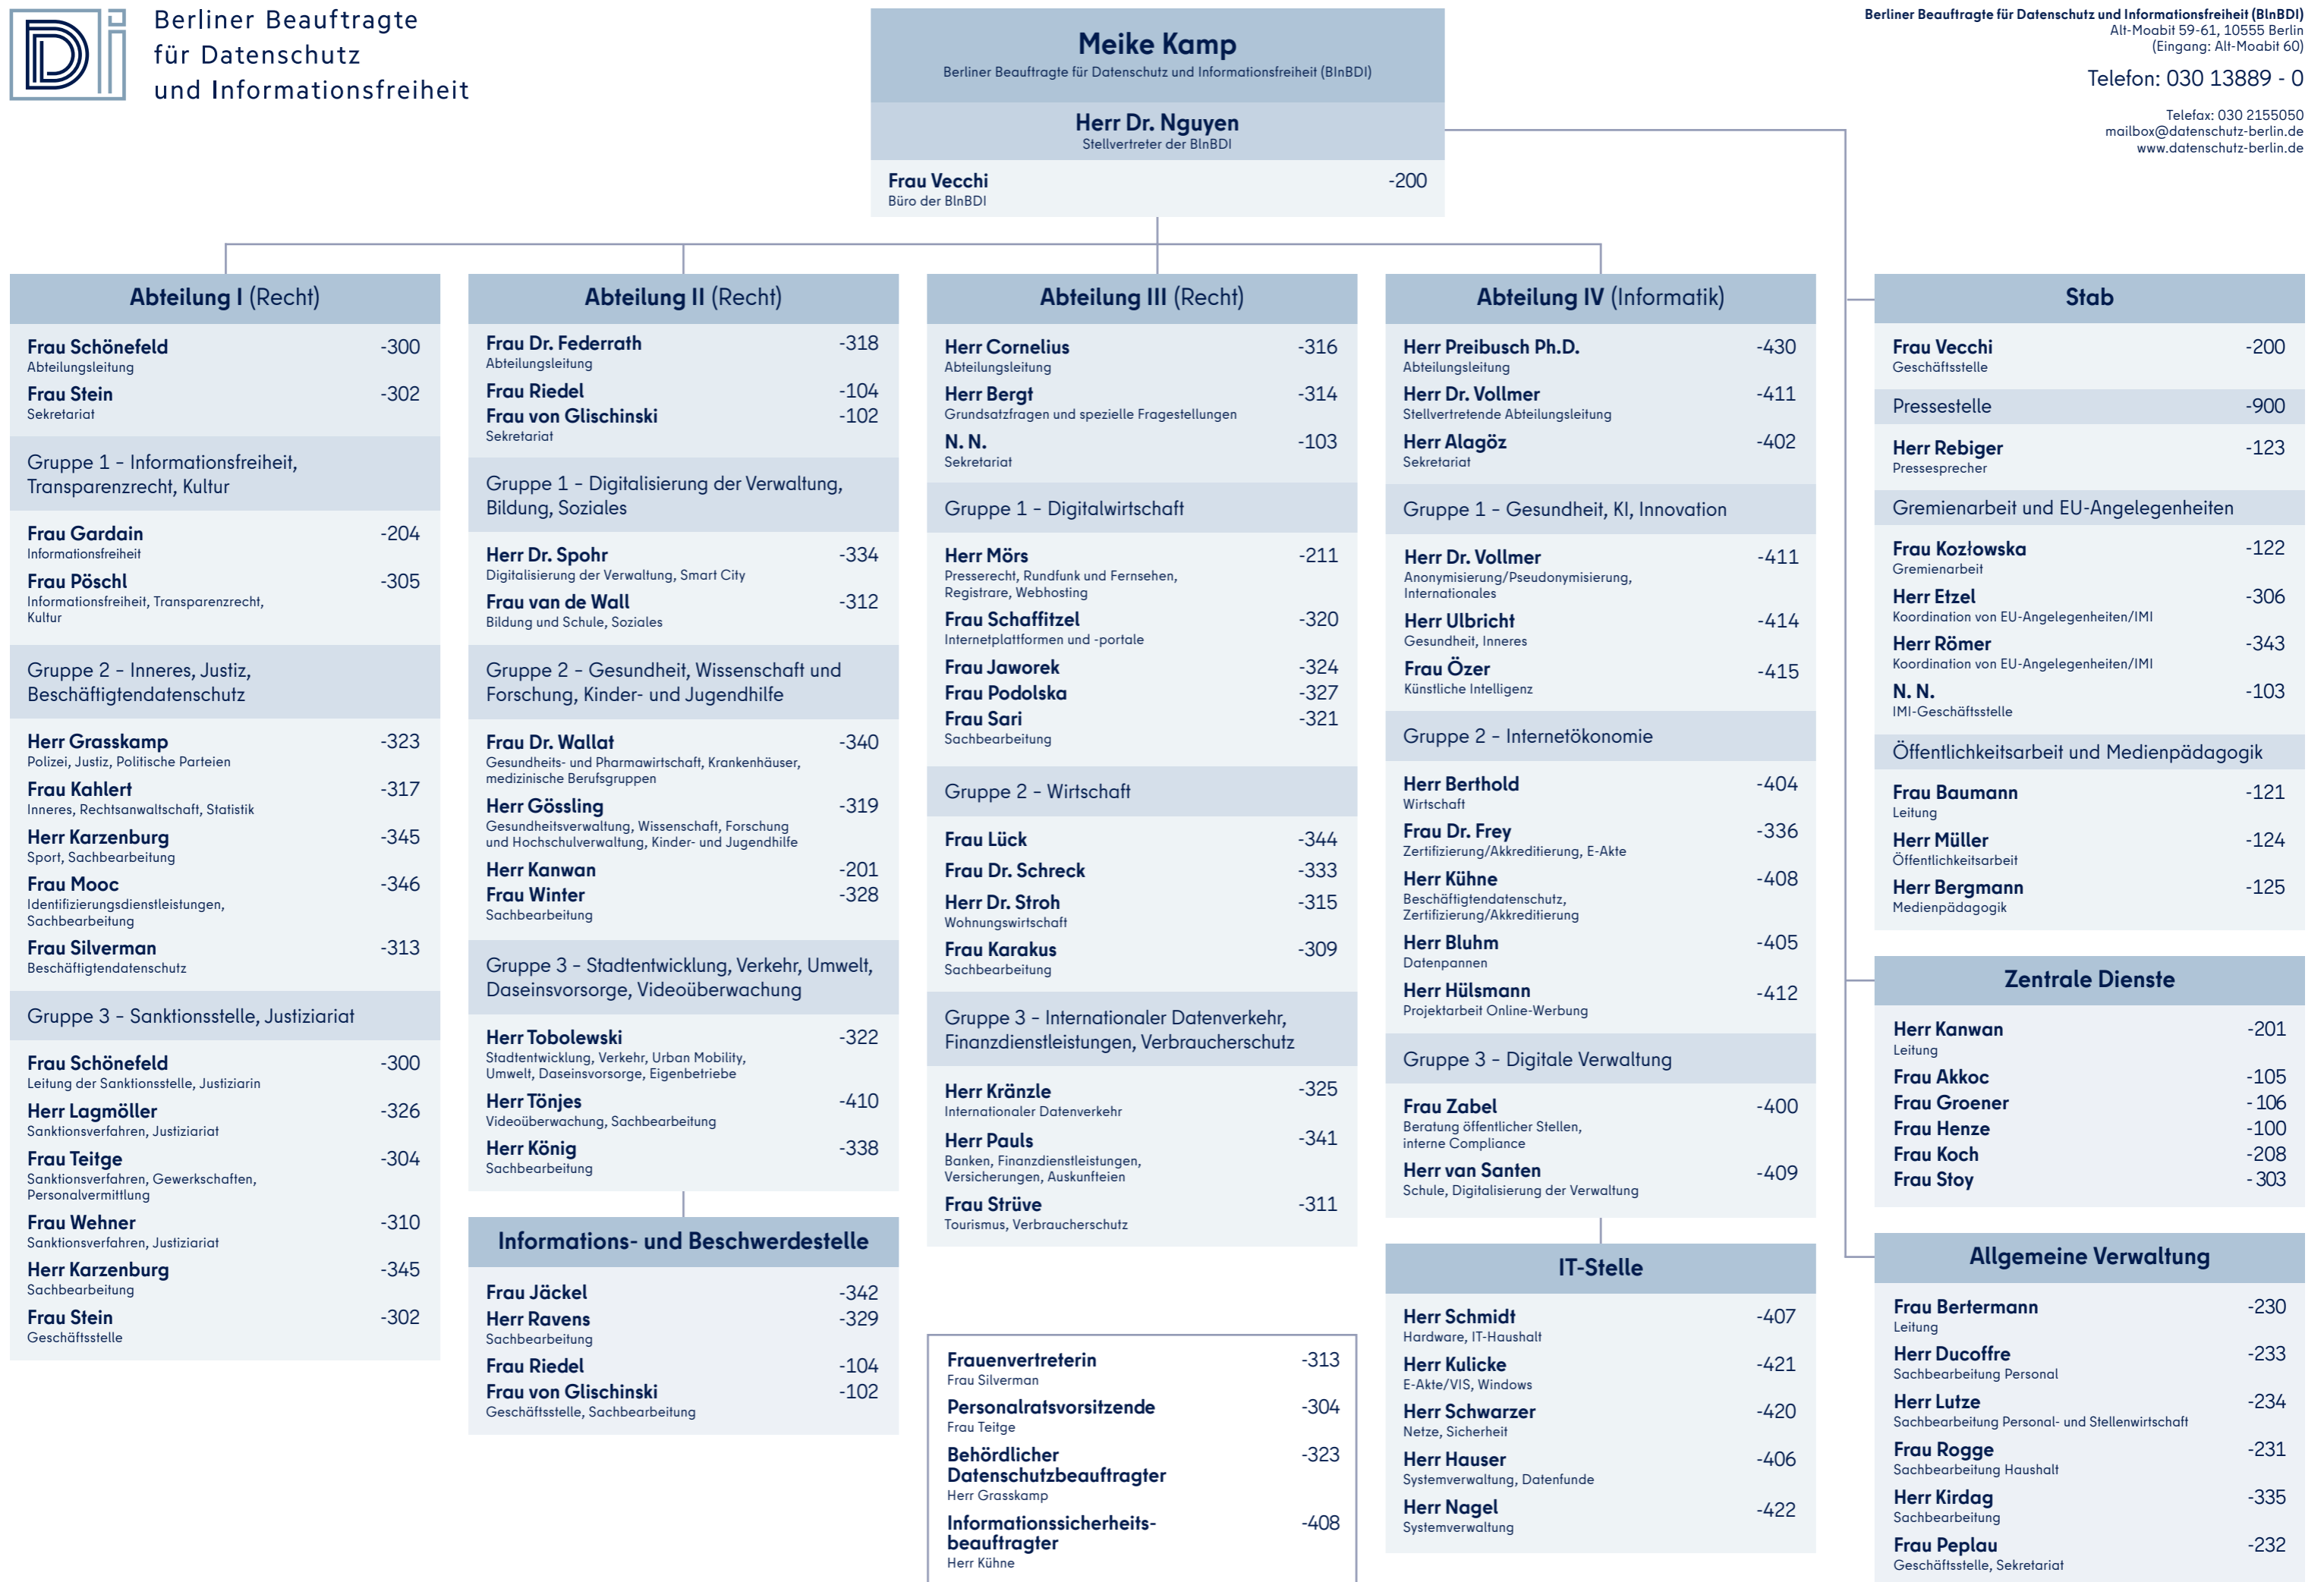 Berliner Beauftragte
für Datenschutz
und Informationsfreiheit
Meike Kamp
Berliner Beauftragte für Datenschutz und Informationsfreiheit (BlnBDI)
Herr Dr. Nguyen
Stellvertreter der BlnBDI
Frau Vecchi -200
Büro der BlnBDI
Berliner Beauftragte für Datenschutz und Informationsfreiheit (BlnBDI)
Alt-Moabit 59-61, 10555 Berlin
(Eingang: Alt-Moabit 60)
Telefon: 030 13889 - 0
Telefax: 030 2155050
mailbox@datenschutz-berlin.de
www.datenschutz-berlin.de
Abteilung I (Recht)
Frau Schönefeld -300
Abteilungsleitung
Frau Stein -302
Sekretariat
Gruppe 1 – Informationsfreiheit,
Transparenzrecht, Kultur
Frau Gardain -204
Informationsfreiheit
Frau Pöschl -305
Informationsfreiheit, Transparenzrecht,
Kultur
Gruppe 2 – Inneres, Justiz,
Beschäftigtendatenschutz
Herr Grasskamp -323
Polizei, Justiz, Politische Parteien
Frau Kahlert -317
Inneres, Rechtsanwaltschaft, Statistik
Herr Karzenburg -345
Sport, Sachbearbeitung
Frau Mooc -346
Identifizierungsdienstleistungen,
Sachbearbeitung
Frau Silverman -313
Beschäftigtendatenschutz
Gruppe 3 – Sanktionsstelle, Justiziariat
Frau Schönefeld -300
Leitung der Sanktionsstelle, Justiziarin
Herr Lagmöller -326
Sanktionsverfahren, Justiziariat
Frau Teitge -304
Sanktionsverfahren, Gewerkschaften,
Personalvermittlung
Frau Wehner -310
Sanktionsverfahren, Justiziariat
Herr Karzenburg -345
Sachbearbeitung
Frau Stein -302
Geschäftsstelle
Abteilung II (Recht)
Frau Dr. Federrath -318
Abteilungsleitung
Frau Riedel -104
Frau von Glischinski -102
Sekretariat
Gruppe 1 – Digitalisierung der Verwaltung,
Bildung, Soziales
Herr Dr. Spohr -334
Digitalisierung der Verwaltung, Smart City
Frau van de Wall -312
Bildung und Schule, Soziales
Gruppe 2 – Gesundheit, Wissenschaft und
Forschung, Kinder- und Jugendhilfe
Frau Dr. Wallat -340
Gesundheits- und Pharmawirtschaft, Krankenhäuser,
medizinische Berufsgruppen
Herr Gössling -319
Gesundheitsverwaltung, Wissenschaft, Forschung
und Hochschulverwaltung, Kinder- und Jugendhilfe
Herr Kanwan -201
Frau Winter -328
Sachbearbeitung
Gruppe 3 – Stadtentwicklung, Verkehr, Umwelt,
Daseinsvorsorge, Videoüberwachung
Herr Tobolewski -322
Stadtentwicklung, Verkehr, Urban Mobility,
Umwelt, Daseinsvorsorge, Eigenbetriebe
Herr Tönjes -410
Videoüberwachung, Sachbearbeitung
Herr König -338
Sachbearbeitung
Informations- und Beschwerdestelle
Frau Jäckel -342
Herr Ravens -329
Sachbearbeitung
Frau Riedel -104
Frau von Glischinski -102
Geschäftsstelle, Sachbearbeitung
Abteilung III (Recht)
Herr Cornelius -316
Abteilungsleitung
Herr Bergt -314
Grundsatzfragen und spezielle Fragestellungen
N. N. -103
Sekretariat
Gruppe 1 – Digitalwirtschaft
Herr Mörs -211
Presserecht, Rundfunk und Fernsehen,
Registrare, Webhosting
Frau Schaffitzel -320
Internetplattformen und -portale
Frau Jaworek -324
Frau Podolska -327
Frau Sari -321
Sachbearbeitung
Gruppe 2 – Wirtschaft
Frau Lück -344
Frau Dr. Schreck -333
Herr Dr. Stroh -315
Wohnungswirtschaft
Frau Karakus -309
Sachbearbeitung
Gruppe 3 – Internationaler Datenverkehr,
Finanzdienstleistungen, Verbraucherschutz
Herr Kränzle -325
Internationaler Datenverkehr
Herr Pauls -341
Banken, Finanzdienstleistungen,
Versicherungen, Auskunfteien
Frau Strüve -311
Tourismus, Verbraucherschutz
Frauenvertreterin -313
Frau Silverman
Personalratsvorsitzende -304
Frau Teitge
Behördlicher -323
Datenschutzbeauftragter
Herr Grasskamp
Informationssicherheits- -408
beauftragter
Herr Kühne
Abteilung IV (Informatik)
Herr Preibusch Ph.D. -430
Abteilungsleitung
Herr Dr. Vollmer -411
Stellvertretende Abteilungsleitung
Herr Alagöz -402
Sekretariat
Gruppe 1 – Gesundheit, KI, Innovation
Herr Dr. Vollmer -411
Anonymisierung/Pseudonymisierung,
Internationales
Herr Ulbricht -414
Gesundheit, Inneres
Frau Özer -415
Künstliche Intelligenz
Gruppe 2 – Internetökonomie
Herr Berthold -404
Wirtschaft
Frau Dr. Frey -336
Zertifizierung/Akkreditierung, E-Akte
Herr Kühne -408
Beschäftigtendatenschutz,
Zertifizierung/Akkreditierung
Herr Bluhm -405
Datenpannen
Herr Hülsmann -412
Projektarbeit Online-Werbung
Gruppe 3 – Digitale Verwaltung
Frau Zabel -400
Beratung öffentlicher Stellen,
interne Compliance
Herr van Santen -409
Schule, Digitalisierung der Verwaltung
IT-Stelle
Herr Schmidt -407
Hardware, IT-Haushalt
Herr Kulicke -421
E-Akte/VIS, Windows
Herr Schwarzer -420
Netze, Sicherheit
Herr Hauser -406
Systemverwaltung, Datenfunde
Herr Nagel -422
Systemverwaltung
Stab
Frau Vecchi -200
Geschäftsstelle
Pressestelle -900
Herr Rebiger -123
Pressesprecher
Gremienarbeit und EU-Angelegenheiten
Frau Kozłowska -122
Gremienarbeit
Herr Etzel -306
Koordination von EU-Angelegenheiten/IMI
Herr Römer -343
Koordination von EU-Angelegenheiten/IMI
N. N. -103
IMI-Geschäftsstelle
Öffentlichkeitsarbeit und Medienpädagogik
Frau Baumann -121
Leitung
Herr Müller -124
Öffentlichkeitsarbeit
Herr Bergmann -125
Medienpädagogik
Zentrale Dienste
Herr Kanwan -201
Leitung
Frau Akkoc -105
Frau Groener - 106
Frau Henze -100
Frau Koch -208
Frau Stoy - 303
Allgemeine Verwaltung
Frau Bertermann -230
Leitung
Herr Ducoffre -233
Sachbearbeitung Personal
Herr Lutze -234
Sachbearbeitung Personal- und Stellenwirtschaft
Frau Rogge -231
Sachbearbeitung Haushalt
Herr Kirdag -335
Sachbearbeitung
Frau Peplau -232
Geschäftsstelle, Sekretariat